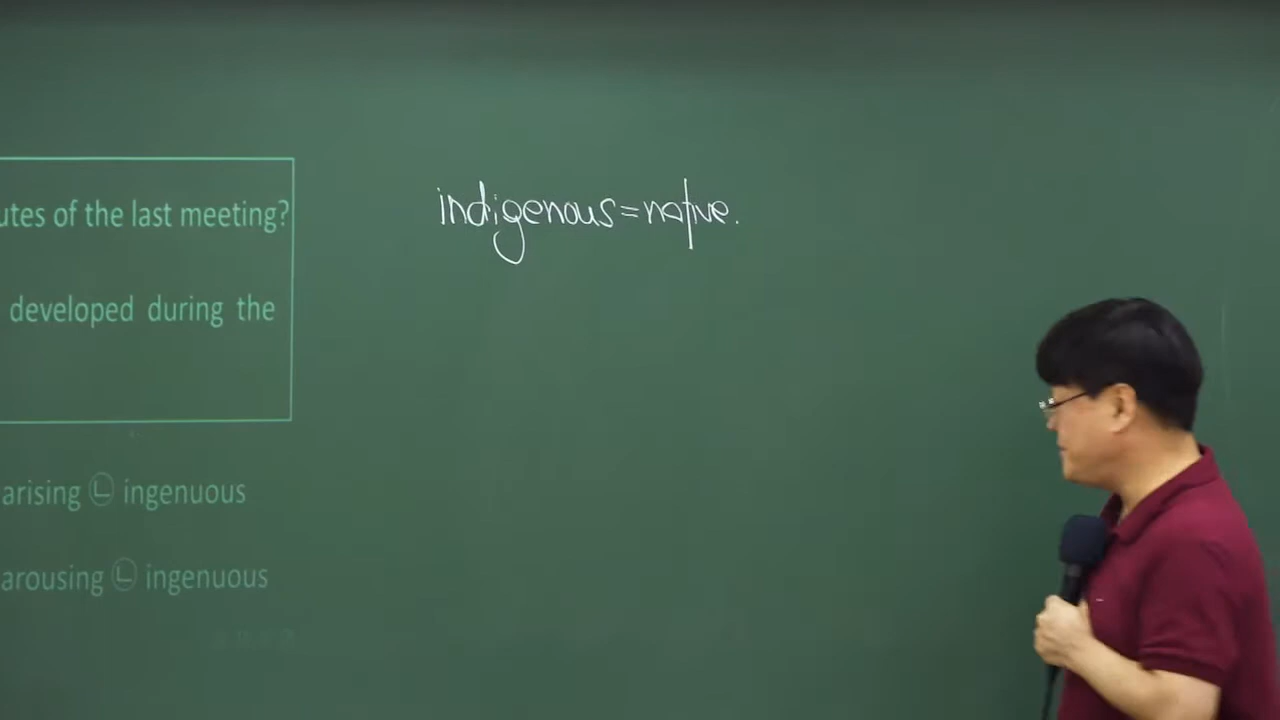 utes of the last meeting?
developed during the
arising ㉡ ingenuous
arousing ㉡ ingenuous
indigenous=native.